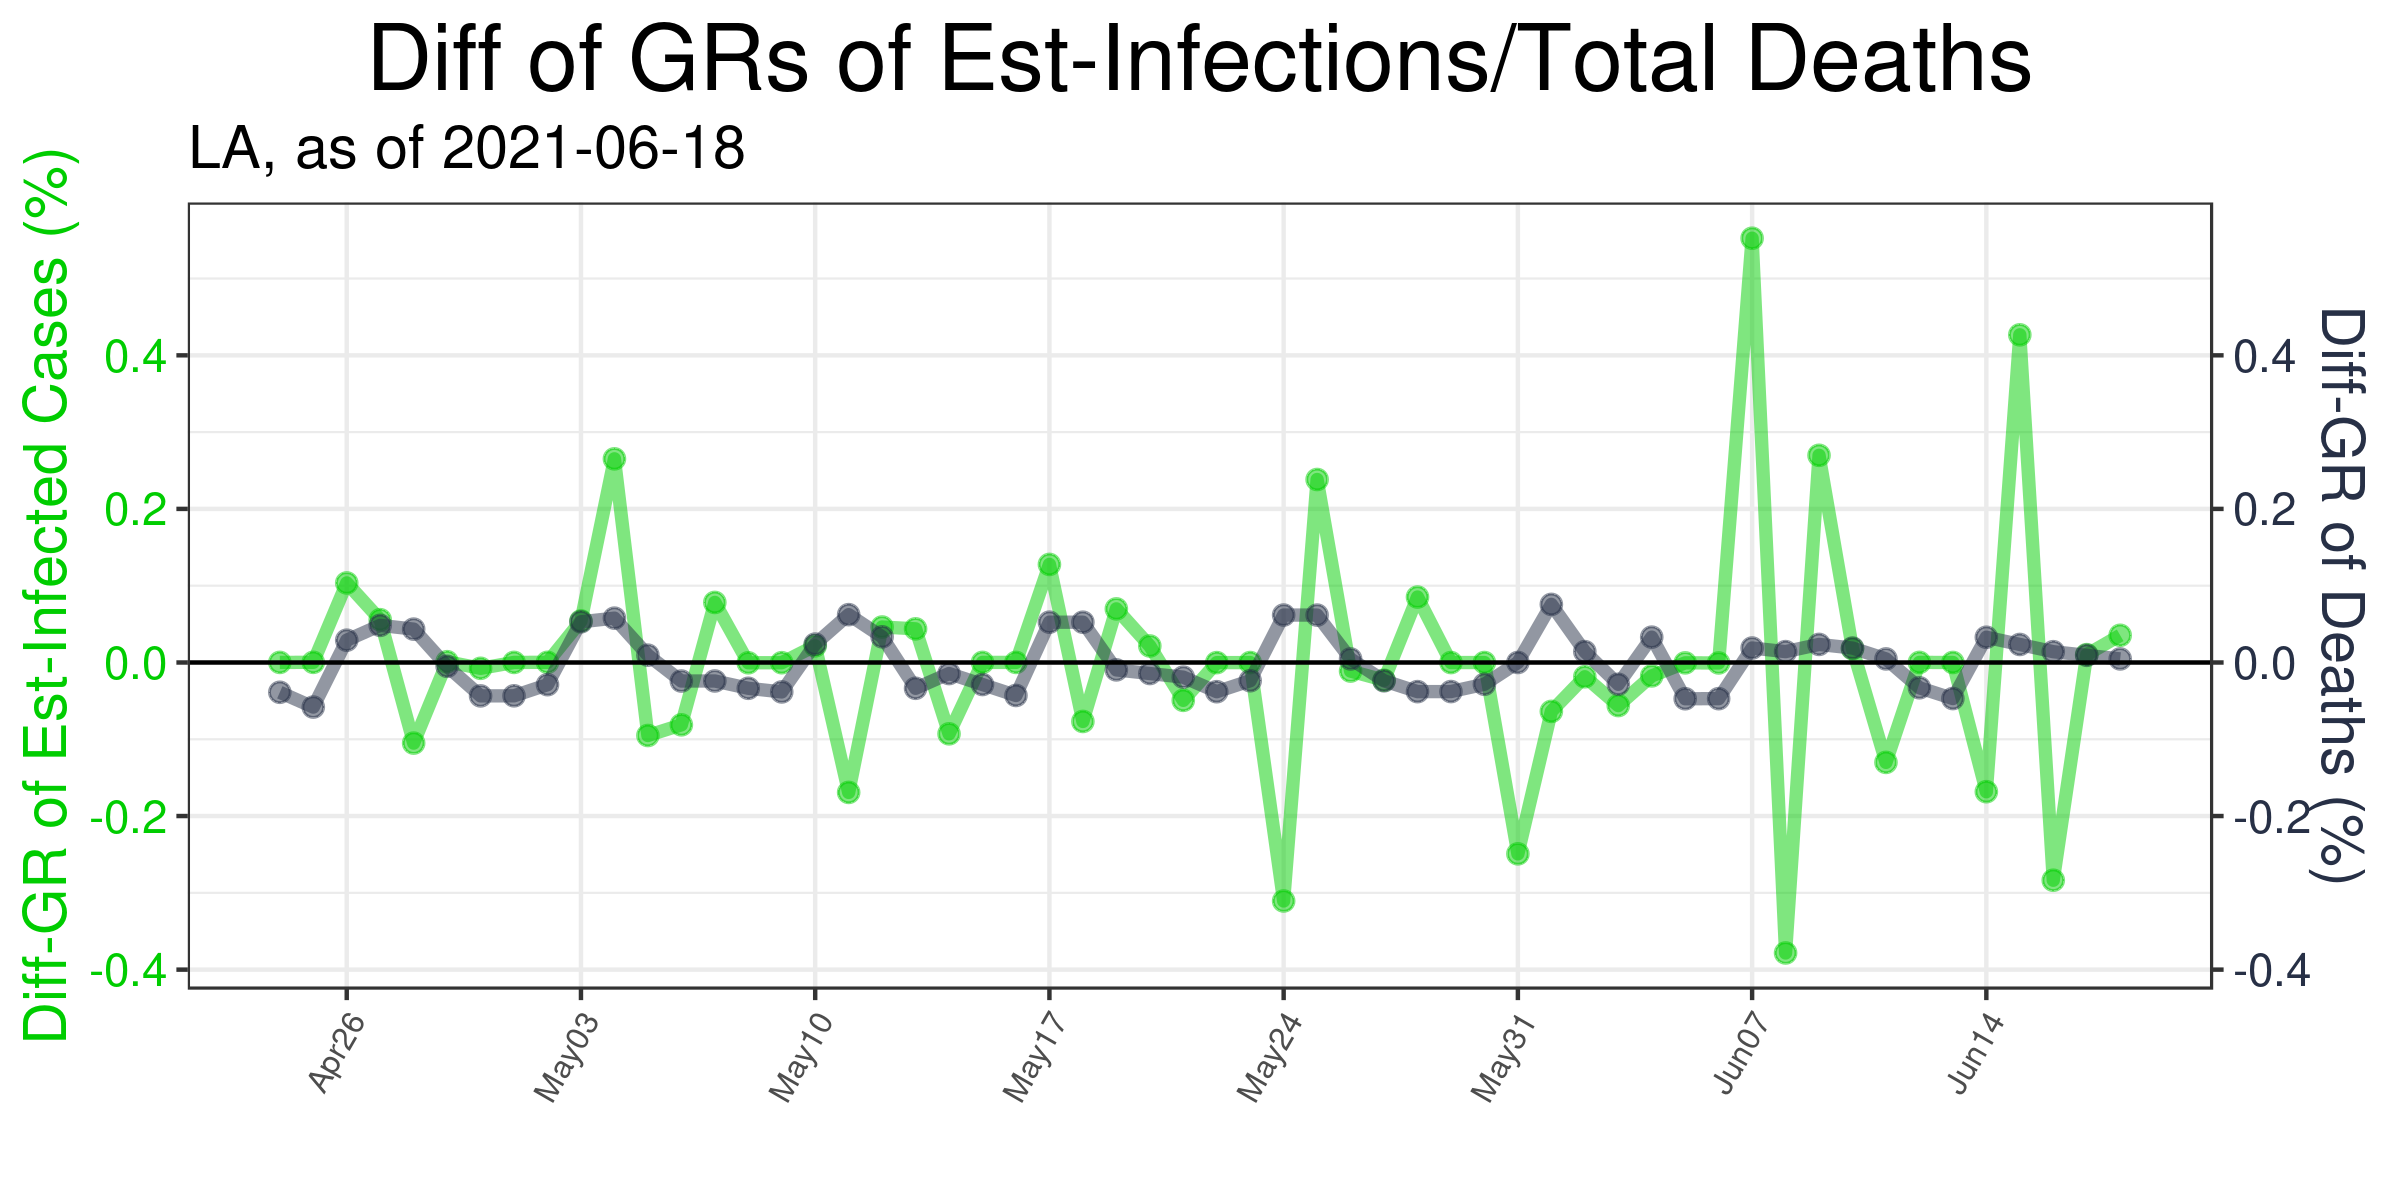 Diff of GRs of Est-Infections/Total Deaths
LA, as of 2021-06-18
Diff-GR of Est-Infected Cases (%)
0.4
0.2
0.0
-0.2
-0.4
0.4
0.2
0.0
-0.2
-0.4
Diff-GR of Deaths (%)
Apr26
May03
May10
May17
May24
May31
Jun07
Jun14